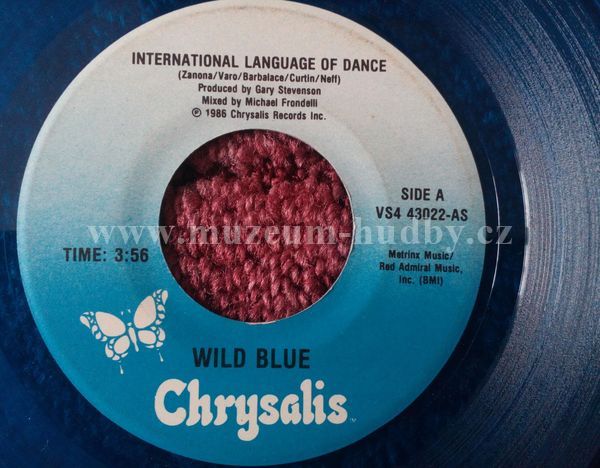 INTERNATIONAL LANGUAGE OF DANCE
(Zanona/Varo/Barbalace/Curtin/Neff)
Produced by Gary Stevenson
Mixed by Michael Frondelli
℗ 1986 Chrysalis Records Inc.
SIDE A
VS4 43022-AS
www.muzeum-hudby.cz
TIME: 3:56
Metrinx Music/
Red Admiral Music,
Inc. (BMI)
WILD BLUE
Chrysalis™